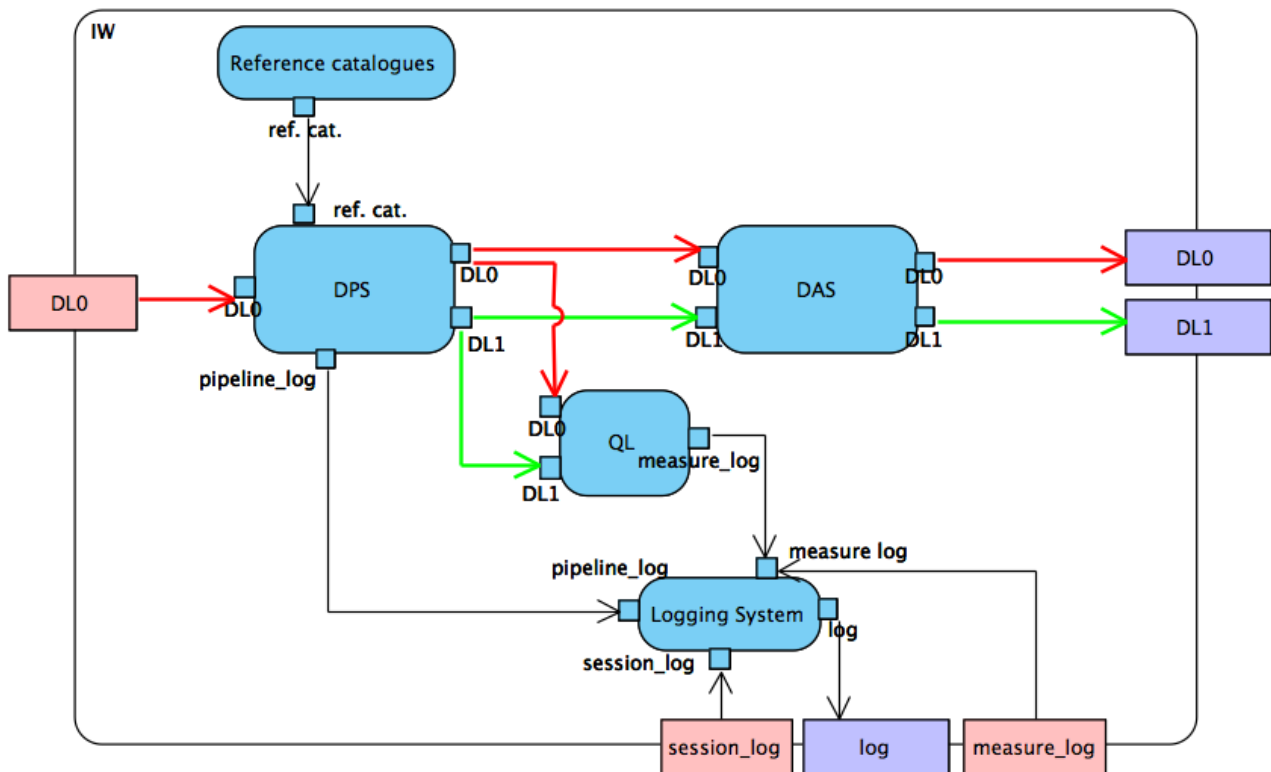 IW
Reference catalogues
ref. cat.
ref. cat.
DL0
DL0
DPS
DL0
DL1
pipeline_log
DL0
DL1
DAS
DL0
DL1
DL0
DL1
DL0
DL1
QL
measure_log
measure log
pipeline_log
Logging System
log
session_log
session_log
log
measure_log